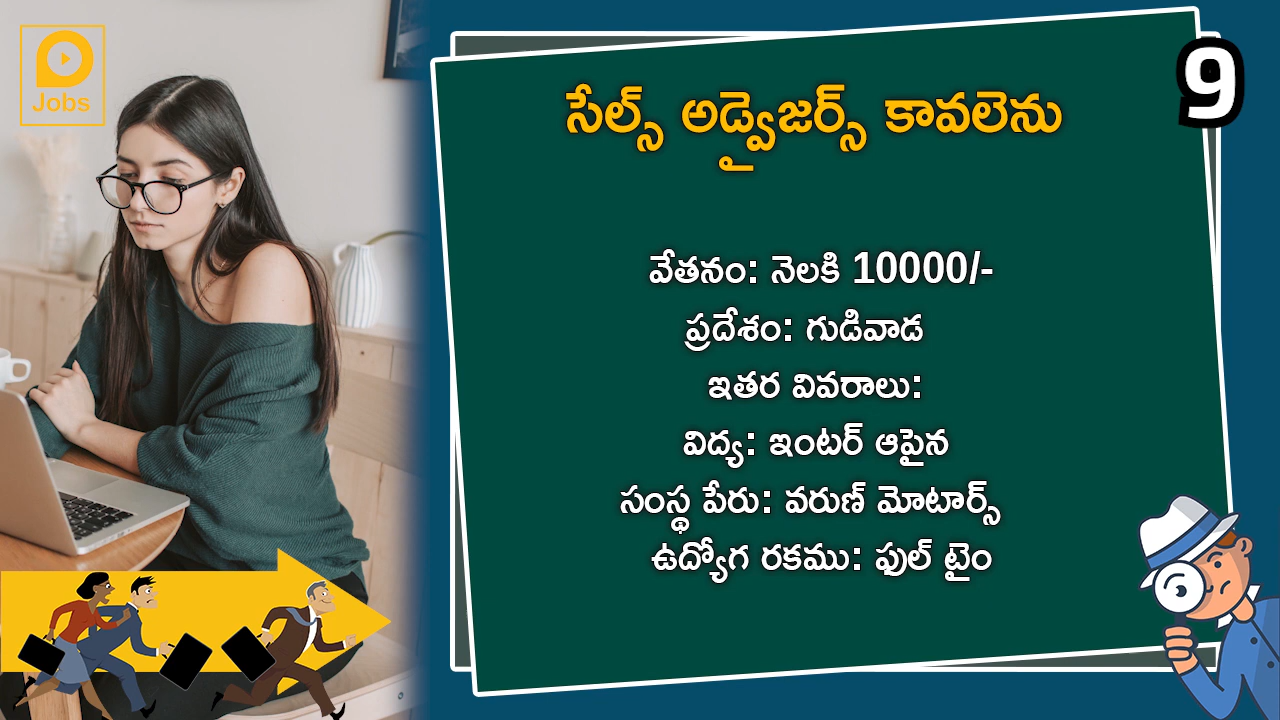 Jobs
9
సేల్స్ అడ్వైజర్స్ కావలెను
వేతనం: నెలకి 10000/-
ప్రదేశం: గుడివాడ
ఇతర వివరాలు:
విద్య: ఇంటర్ ఆపైన
సంస్థ పేరు: వరుణ్ మోటార్స్
ఉద్యోగ రకము: ఫుల్ టైం